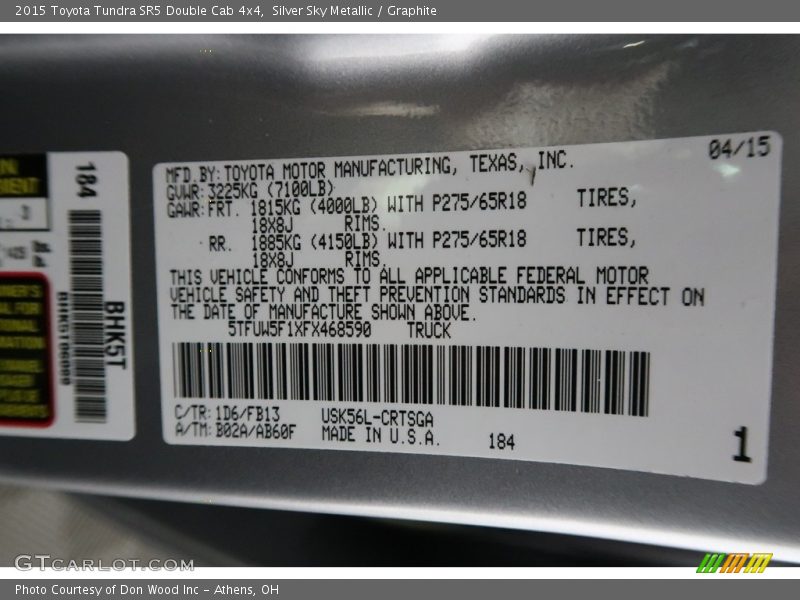 2015 Toyota Tundra SR5 Double Cab 4x4, Silver Sky Metallic / Graphite
184
BHK5T
04/15
MFD. BY: TOYOTA MOTOR MANUFACTURING, TEXAS, INC.
GVWR: 3225KG (7100LB)
GAWR: FRT. 1815KG (4000LB) WITH P275/65R18 TIRES,
18X8J RIMS.
RR. 1885KG (4150LB) WITH P275/65R18 TIRES,
18X8J RIMS
THIS VEHICLE CONFORMS TO ALL APPLICABLE FEDERAL MOTOR
VEHICLE SAFETY AND THEFT PREVENTION STANDARDS IN EFFECT ON
THE DATE OF MANUFACTURE SHOWN ABOVE.
5TFUW5F1XFX468590 TRUCK
C/TR: 1D6/FB13 USK56L-CRTSGA
A/TM: B02A/AB60F MADE IN U.S.A. 184
1
GTCARLOT.COM
Photo Courtesy of Don Wood Inc - Athens, OH